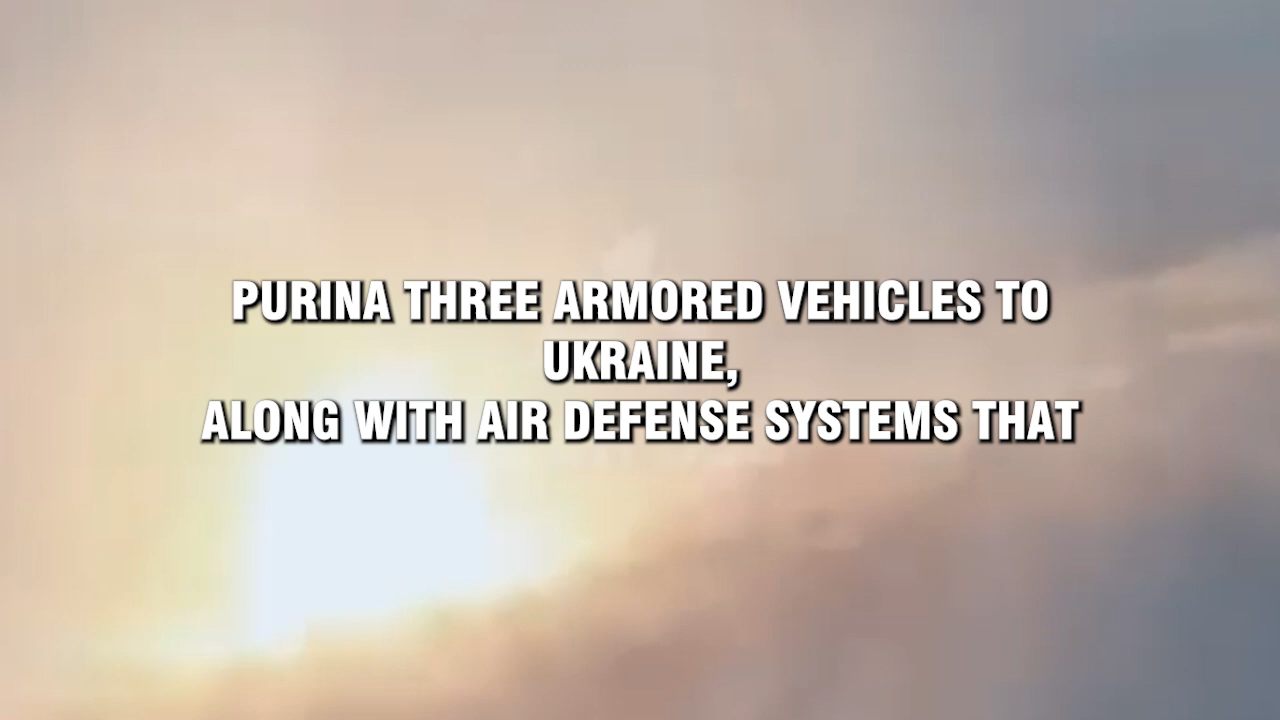 PURINA THREE ARMORED VEHICLES TO
UKRAINE,
ALONG WITH AIR DEFENSE SYSTEMS THAT